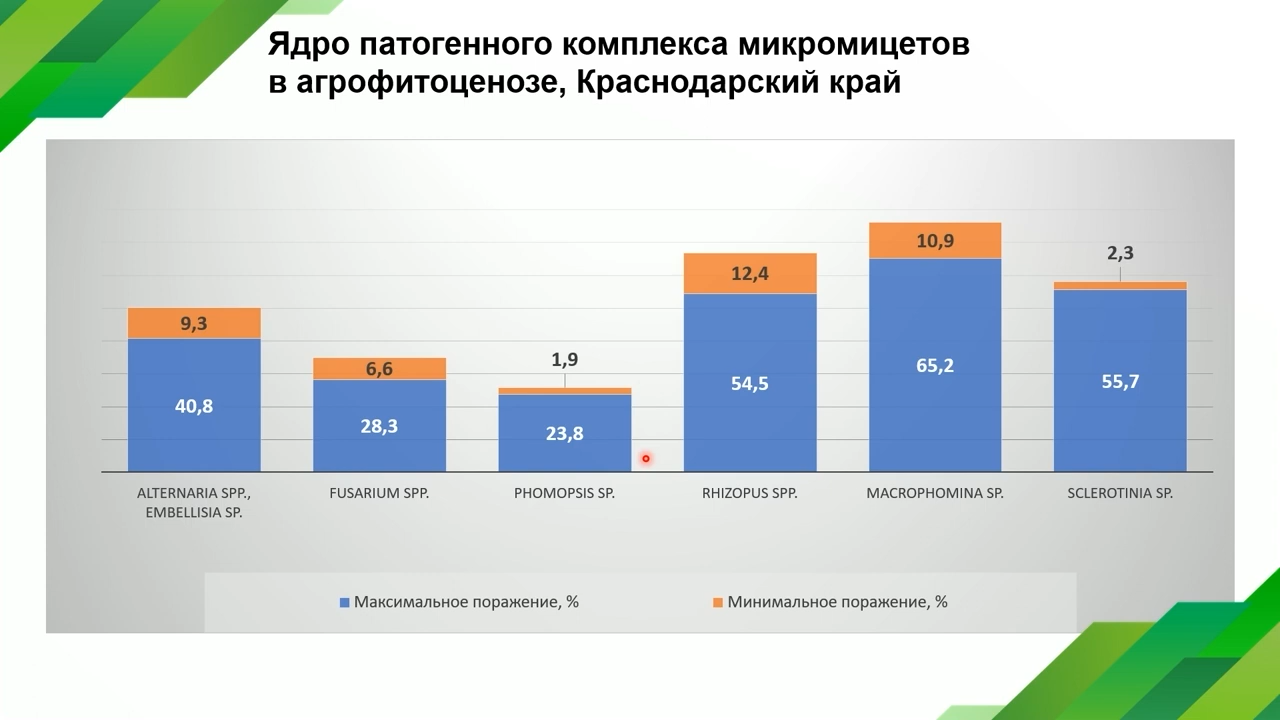 Ядро патогенного комплекса микромицетов
в агрофитоценозе, Краснодарский край
9,3
6,6
1,9
12,4
10,9
2,3
40,8
28,3
23,8
54,5
65,2
55,7
ALTERNARIA SPP.,
EMBELLISIA SP.
FUSARIUM SPP.
PHOMOPSIS SP.
RHIZOPUS SPP.
MACROPHOMINA SP.
SCLEROTINIA SP.
Максимальное поражение, %
Минимальное поражение, %